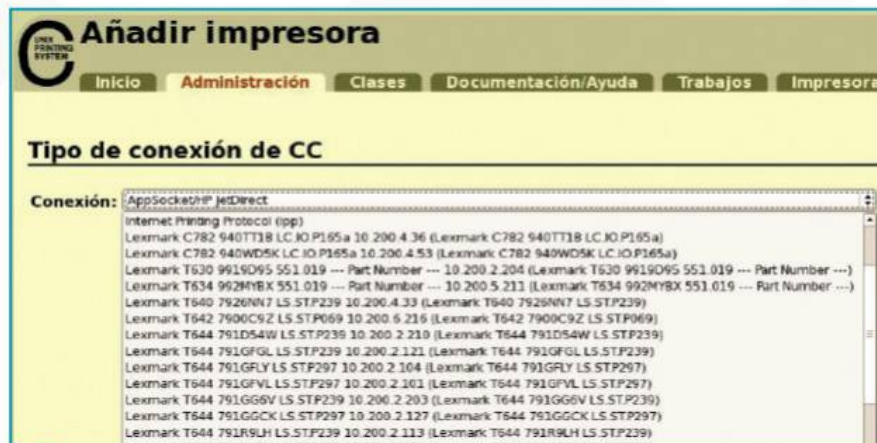 UNIX
PRINTING
SYSTEM
Añadir impresora
Inicio Administración Clases Documentación/Ayuda Trabajos Impresora
Tipo de conexión de CC
Conexión: AppSocket/HP JetDirect
Internet Printing Protocol (ipp)
Lexmark C782 940TT1B LC.JO.P165a 10.200.4.36 (Lexmark C782 940TT1B LC.JO.P165a)
Lexmark C782 940WD5K LC.JO.P165a 10.200.4.53 (Lexmark C782 940WD5K LC.JO.P165a)
Lexmark T630 9919D95 551.019 --- Part Number --- 10.200.2.204 (Lexmark T630 9919D95 551.019 --- Part Number ---)
Lexmark T634 992MYBX 551.019 --- Part Number --- 10.200.5.211 (Lexmark T634 992MYBX 551.019 --- Part Number ---)
Lexmark T640 7926NN7 LS.ST.P239 10.200.4.33 (Lexmark T640 7926NN7 LS.ST.P239)
Lexmark T642 7900C9Z LS.ST.P069 10.200.6.216 (Lexmark T642 7900C9Z LS.ST.P069)
Lexmark T644 791D54W LS.ST.P239 10.200.2.210 (Lexmark T644 791D54W LS.ST.P239)
Lexmark T644 791GFGL LS.ST.P239 10.200.2.121 (Lexmark T644 791GFGL LS.ST.P239)
Lexmark T644 791GFLY LS.ST.P297 10.200.2.104 (Lexmark T644 791GFLY LS.ST.P297)
Lexmark T644 791GFVL LS.ST.P297 10.200.2.101 (Lexmark T644 791GFVL LS.ST.P297)
Lexmark T644 791GG6V LS.ST.P239 10.200.2.203 (Lexmark T644 791GG6V LS.ST.P239)
Lexmark T644 791GGCK LS.ST.P297 10.200.2.127 (Lexmark T644 791GGCK LS.ST.P297)
Lexmark T644 791R9LH LS.ST.P239 10.200.2.113 (Lexmark T644 791R9LH LS.ST.P239)